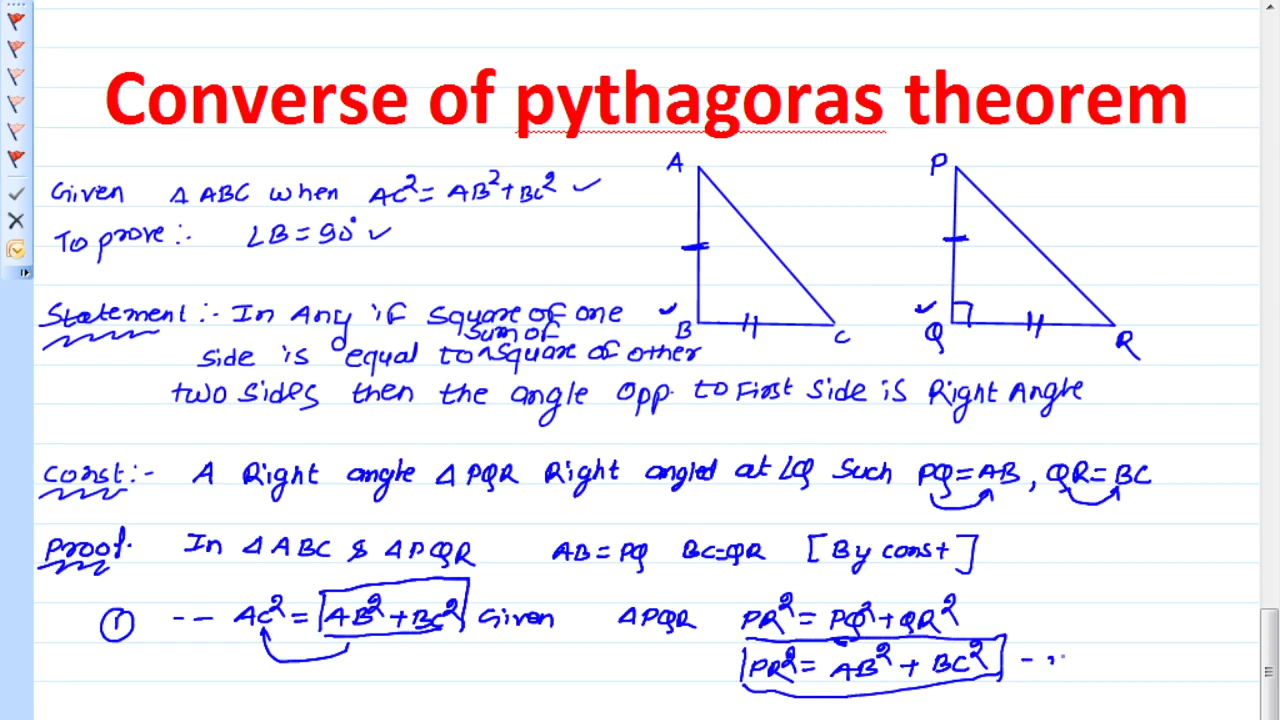 Converse of pythagoras theorem
Given △ABC when AC²= AB²+BC² ✓
To prove:- ∠B = 90° ✓
A
B
C
P
Q
R
Statement:- In Any if square of one
sum of
side is equal to ^ square of other
two sides then the angle opp. to First side is Right Angle
Const:- A Right angle △PQR Right angled at ∠Q Such PQ=AB, QR=BC
Proof. In △ABC & △PQR AB=PQ BC=QR [By const]
① -- AC²= AB²+BC² Given △PQR PR²= PQ²+QR²
PR²= AB²+BC² --